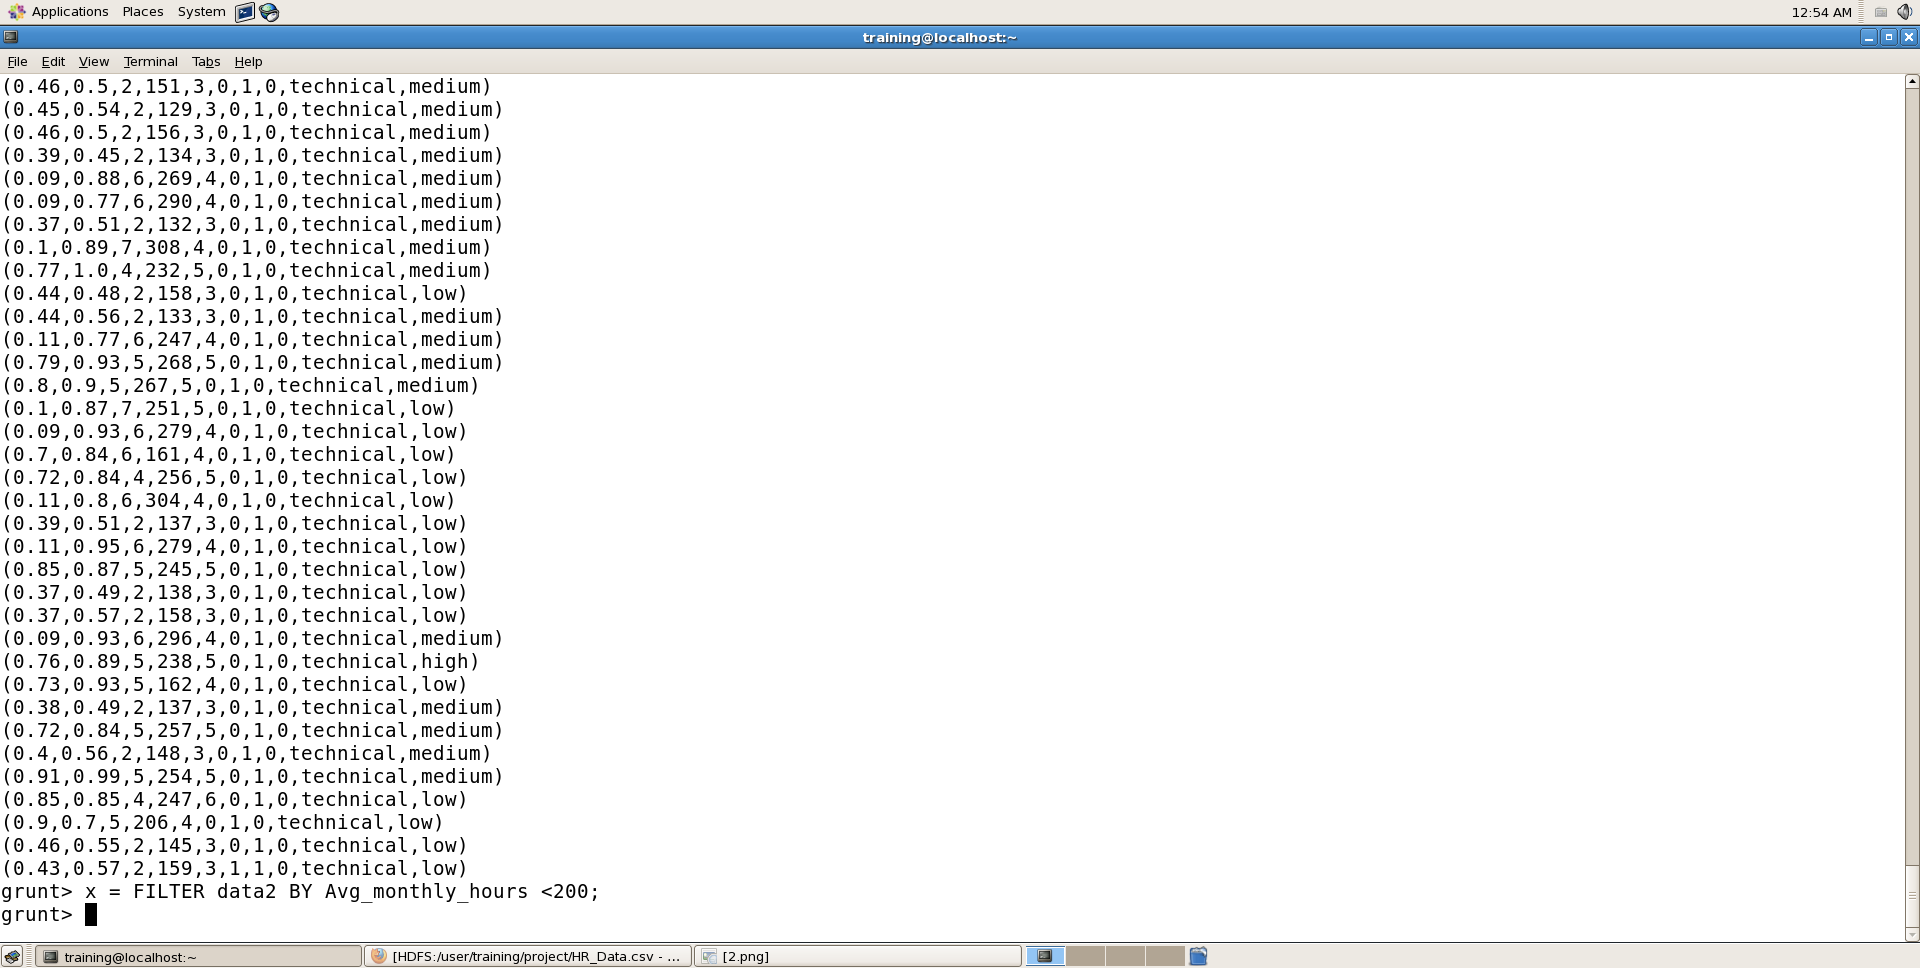 Applications Places System 12:54 AM
training@localhost:~
File Edit View Terminal Tabs Help
(0.46,0.5,2,151,3,0,1,0,technical,medium)
(0.45,0.54,2,129,3,0,1,0,technical,medium)
(0.46,0.5,2,156,3,0,1,0,technical,medium)
(0.39,0.45,2,134,3,0,1,0,technical,medium)
(0.09,0.88,6,269,4,0,1,0,technical,medium)
(0.09,0.77,6,290,4,0,1,0,technical,medium)
(0.37,0.51,2,132,3,0,1,0,technical,medium)
(0.1,0.89,7,308,4,0,1,0,technical,medium)
(0.77,1.0,4,232,5,0,1,0,technical,medium)
(0.44,0.48,2,158,3,0,1,0,technical,low)
(0.44,0.56,2,133,3,0,1,0,technical,medium)
(0.11,0.77,6,247,4,0,1,0,technical,medium)
(0.79,0.93,5,268,5,0,1,0,technical,medium)
(0.8,0.9,5,267,5,0,1,0,technical,medium)
(0.1,0.87,7,251,5,0,1,0,technical,low)
(0.09,0.93,6,279,4,0,1,0,technical,low)
(0.7,0.84,6,161,4,0,1,0,technical,low)
(0.72,0.84,4,256,5,0,1,0,technical,low)
(0.11,0.8,6,304,4,0,1,0,technical,low)
(0.39,0.51,2,137,3,0,1,0,technical,low)
(0.11,0.95,6,279,4,0,1,0,technical,low)
(0.85,0.87,5,245,5,0,1,0,technical,low)
(0.37,0.49,2,138,3,0,1,0,technical,low)
(0.37,0.57,2,158,3,0,1,0,technical,low)
(0.09,0.93,6,296,4,0,1,0,technical,medium)
(0.76,0.89,5,238,5,0,1,0,technical,high)
(0.73,0.93,5,162,4,0,1,0,technical,low)
(0.38,0.49,2,137,3,0,1,0,technical,medium)
(0.72,0.84,5,257,5,0,1,0,technical,medium)
(0.4,0.56,2,148,3,0,1,0,technical,medium)
(0.91,0.99,5,254,5,0,1,0,technical,medium)
(0.85,0.85,4,247,6,0,1,0,technical,low)
(0.9,0.7,5,206,4,0,1,0,technical,low)
(0.46,0.55,2,145,3,0,1,0,technical,low)
(0.43,0.57,2,159,3,1,1,0,technical,low)
grunt> x = FILTER data2 BY Avg_monthly_hours <200;
grunt>
training@localhost:~ [HDFS:/user/training/project/HR_Data.csv - ... [2.png]